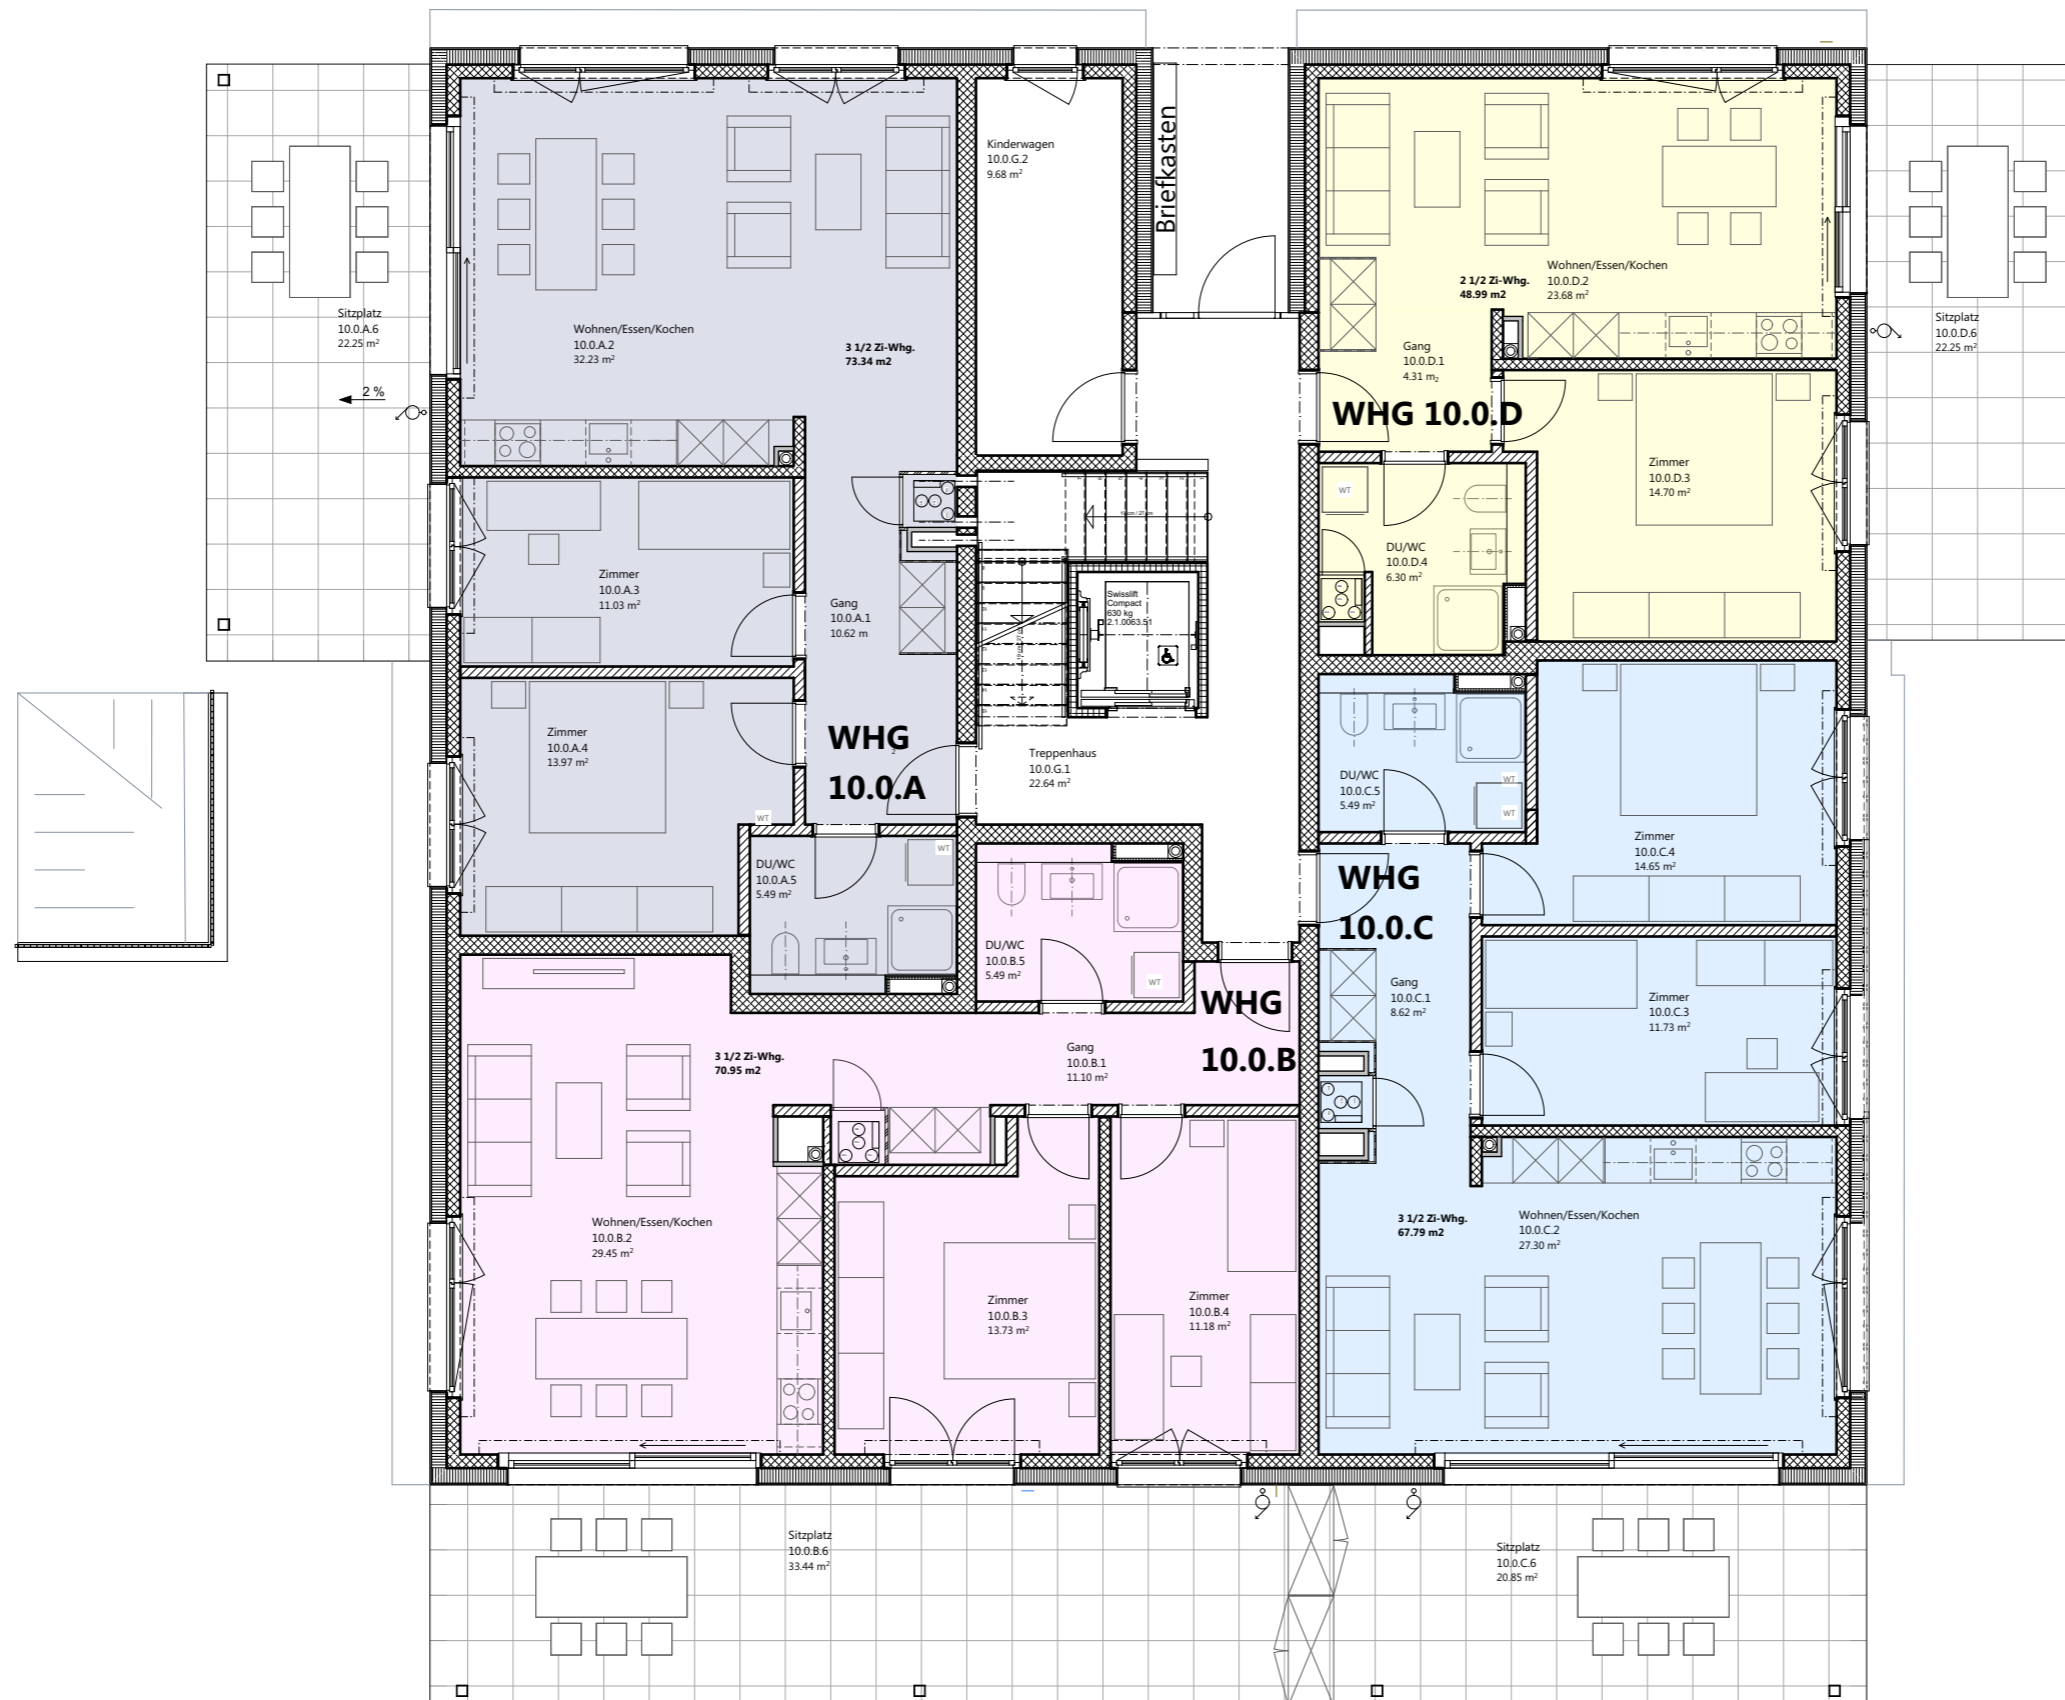 Kinderwagen
10.0.G.2
9.68 m²
Briefkasten
Wohnen/Essen/Kochen
10.0.D.2
23.68 m²
2 1/2 Zi-Whg.
48.99 m2
Sitzplatz
10.0.A.6
22.25 m²
2 %
Wohnen/Essen/Kochen
10.0.A.2
32.23 m²
3 1/2 Zi-Whg.
73.34 m2
Gang
10.0.D.1
4.31 m₂
Sitzplatz
10.0.D.6
22.25 m²
WHG 10.0.D
Zimmer
10.0.D.3
14.70 m²
WT
DU/WC
10.0.D.4
6.30 m²
Zimmer
10.0.A.3
11.03 m²
Gang
10.0.A.1
10.62 m
Swisslift
Compact
630 kg
2.1.0063.51
Zimmer
10.0.A.4
13.97 m²
WHG
2
10.0.A
Treppenhaus
10.0.G.1
22.64 m²
DU/WC
10.0.C.5
5.49 m²
WT
WT
WT
Zimmer
10.0.C.4
14.65 m²
DU/WC
10.0.A.5
5.49 m²
WT
WHG
10.0.C
DU/WC
10.0.B.5
5.49 m²
WT
WHG
10.0.B
Gang
10.0.C.1
8.62 m²
Zimmer
10.0.C.3
11.73 m²
3 1/2 Zi-Whg.
70.95 m2
Gang
10.0.B.1
11.10 m²
Wohnen/Essen/Kochen
10.0.B.2
29.45 m²
3 1/2 Zi-Whg.
67.79 m2
Wohnen/Essen/Kochen
10.0.C.2
27.30 m²
Zimmer
10.0.B.3
13.73 m²
Zimmer
10.0.B.4
11.18 m²
Sitzplatz
10.0.B.6
33.44 m²
Sitzplatz
10.0.C.6
20.85 m²